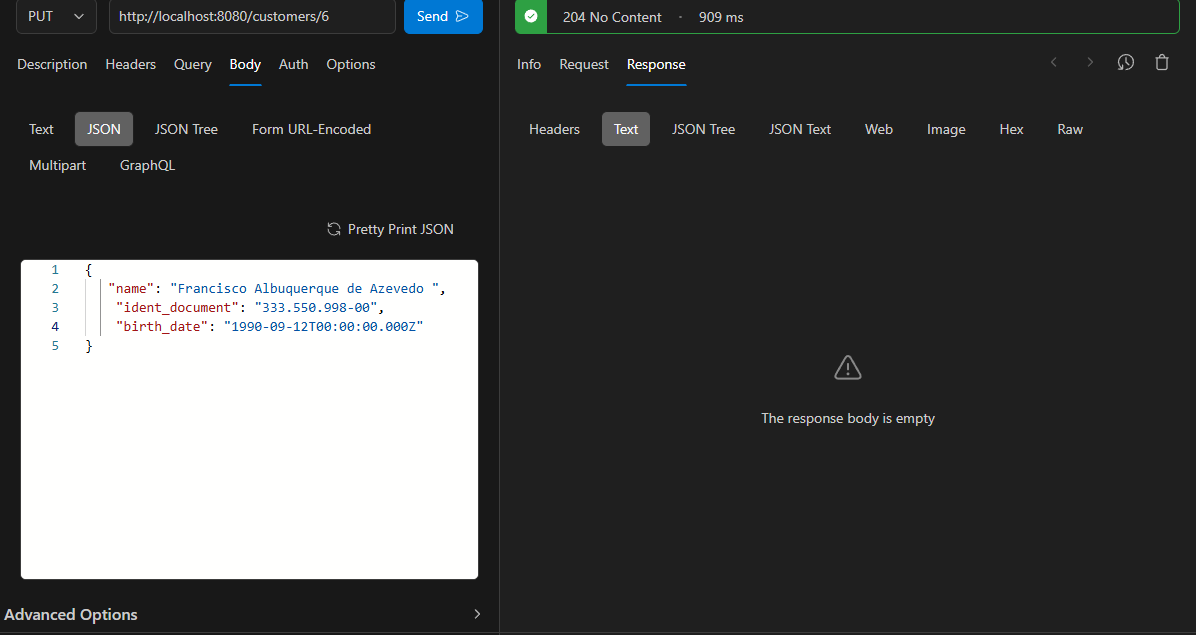 PUT
http://localhost:8080/customers/6
Send
Description Headers Query Body Auth Options
Text JSON JSON Tree Form URL-Encoded
Multipart GraphQL
Pretty Print JSON
1 {
2 "name": "Francisco Albuquerque de Azevedo ",
3 "ident_document": "333.550.998-00",
4 "birth_date": "1990-09-12T00:00:00.000Z"
5 }
Advanced Options
204 No Content · 909 ms
Info Request Response
Headers Text JSON Tree JSON Text Web Image Hex Raw
The response body is empty